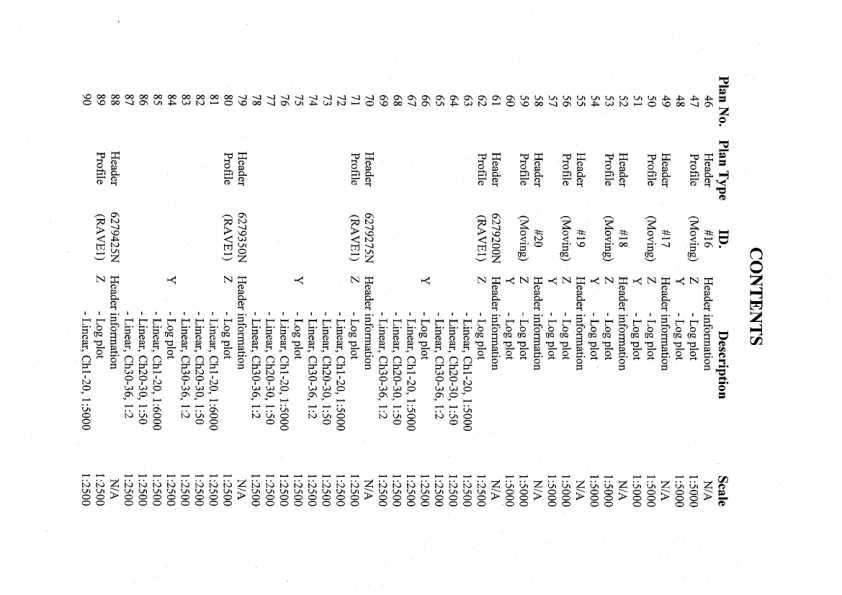 CONTENTS
Plan No. Plan Type ID. Description Scale
46 Header #16 Header information N/A
47 Profile (Moving) Z - Log plot 1:5000
48 Y - Log plot 1:5000
49 Header #17 Header information N/A
50 Profile (Moving) Z - Log plot 1:5000
51 Y - Log plot 1:5000
52 Header #18 Header information N/A
53 Profile (Moving) Z - Log plot 1:5000
54 Y - Log plot 1:5000
55 Header #19 Header information N/A
56 Profile (Moving) Z - Log plot 1:5000
57 Y - Log plot 1:5000
58 Header #20 Header information N/A
59 Profile (Moving) Z - Log plot 1:5000
60 Y - Log plot 1:5000
61 Header 6279200N Header information N/A
62 Profile (RAVE1) Z - Log plot 1:2500
63 - Linear, Ch1-20, 1:5000 1:2500
64 - Linear, Ch20-30, 1:50 1:2500
65 - Linear, Ch30-36, 1:2 1:2500
66 Y - Log plot 1:2500
67 - Linear, Ch1-20, 1:5000 1:2500
68 - Linear, Ch20-30, 1:50 1:2500
69 - Linear, Ch30-36, 1:2 1:2500
70 Header 6279275N Header information N/A
71 Profile (RAVE1) Z - Log plot 1:2500
72 - Linear, Ch1-20, 1:5000 1:2500
73 - Linear, Ch20-30, 1:50 1:2500
74 - Linear, Ch30-36, 1:2 1:2500
75 Y - Log plot 1:2500
76 - Linear, Ch1-20, 1:5000 1:2500
77 - Linear, Ch20-30, 1:50 1:2500
78 - Linear, Ch30-36, 1:2 1:2500
79 Header 6279350N Header information N/A
80 Profile (RAVE1) Z - Log plot 1:2500
81 - Linear, Ch1-20, 1:6000 1:2500
82 - Linear, Ch20-30, 1:50 1:2500
83 - Linear, Ch30-36, 1:2 1:2500
84 Y - Log plot 1:2500
85 - Linear, Ch1-20, 1:6000 1:2500
86 - Linear, Ch20-30, 1:50 1:2500
87 - Linear, Ch30-36, 1:2 1:2500
88 Header 6279425N Header information N/A
89 Profile (RAVE1) Z - Log plot 1:2500
90 - Linear, Ch1-20, 1:5000 1:2500